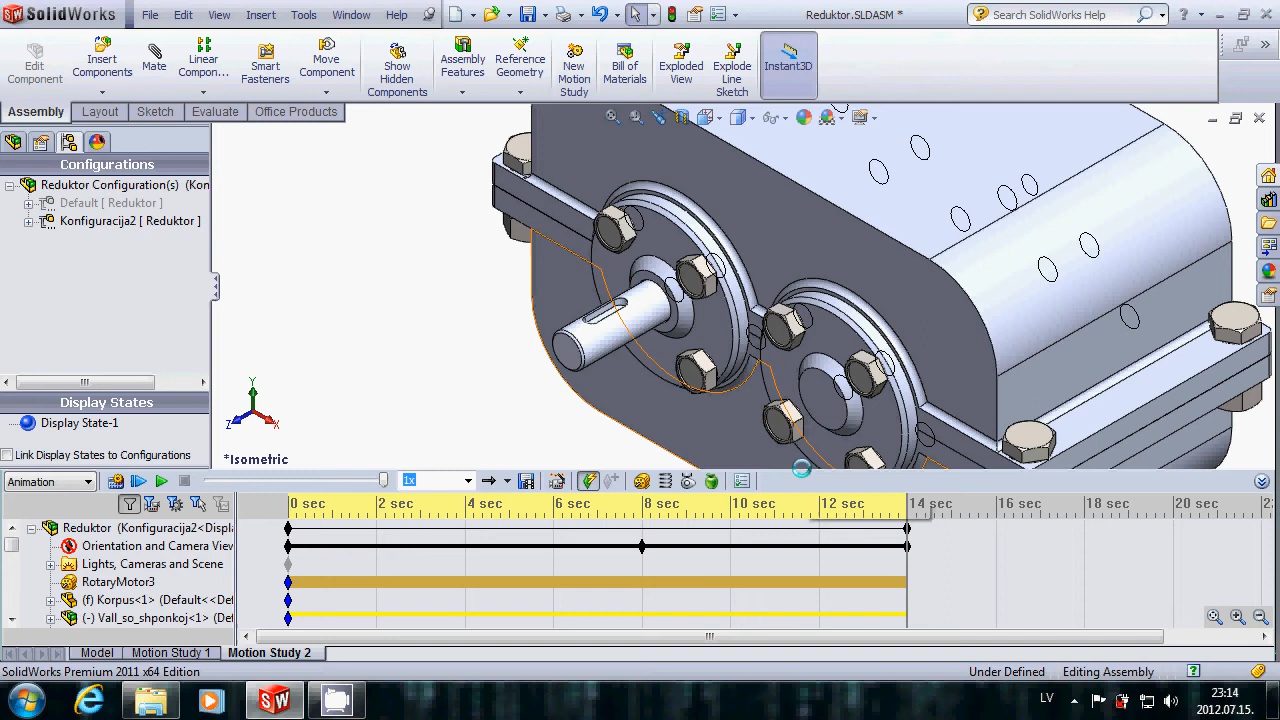 SolidWorks File Edit View Insert Tools Window Help Reduktor.SLDASM * Search SolidWorks Help
Edit Component
Insert Components
Mate
Linear Compon...
Smart Fasteners
Move Component
Show Hidden Components
Assembly Features
Reference Geometry
New Motion Study
Bill of Materials
Exploded View
Explode Line Sketch
Instant3D
Assembly Layout Sketch Evaluate Office Products
Configurations
Reduktor Configuration(s) (Kon
Default [ Reduktor ]
Konfiguracija2 [ Reduktor ]
Display States
Display State-1
Link Display States to Configurations
Y
Z
X
*Isometric
Animation 1x
0 sec 2 sec 4 sec 6 sec 8 sec 10 sec 12 sec 14 sec 16 sec 18 sec 20 sec 22
Reduktor (Konfiguracija2<Displa
Orientation and Camera View
Lights, Cameras and Scene
RotaryMotor3
(f) Korpus<1> (Default<<Def
(-) Vall_so_shponkoj<1> (Def
Model Motion Study 1 Motion Study 2
SolidWorks Premium 2011 x64 Edition Under Defined Editing Assembly
LV 23:14
2012.07.15.